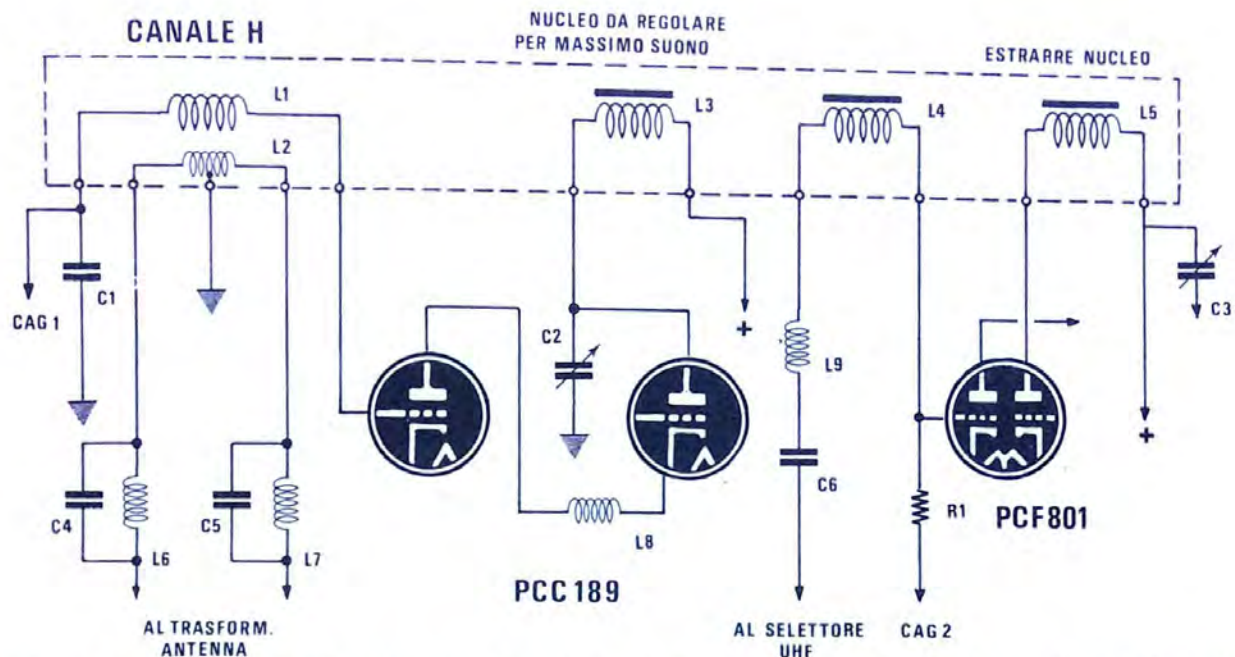 CANALE H
NUCLEO DA REGOLARE
PER MASSIMO SUONO
ESTRARRE NUCLEO
L1
L2
L3
L4
L5
C1
CAG 1
C2
+
L9
C3
+
C4
L6
C5
L7
L8
C6
R1
PCF801
PCC 189
AL TRASFORM.
ANTENNA
AL SELETTORE
UHF
CAG 2